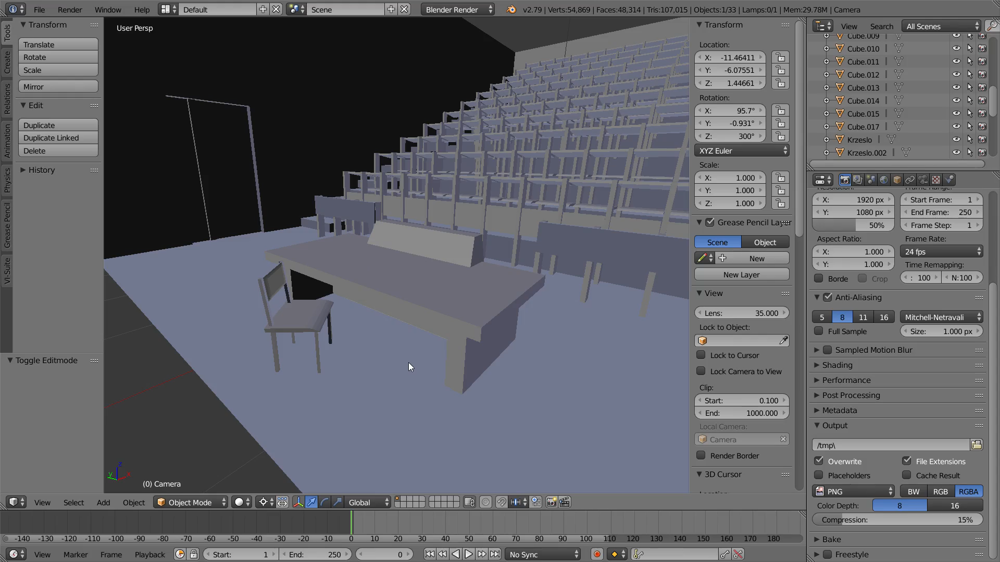 File Render Window Help Default Scene Blender Render v2.79 | Verts:54,869 | Faces:48,314 | Tris:107,015 | Objects:1/33 | Lamps:0/1 | Mem:29.78M | Camera
Tools
Create
Relations
Animation
Physics
Grease Pencil
VI-Suite
Transform
Translate
Rotate
Scale
Mirror
Edit
Duplicate
Duplicate Linked
Delete
History
Toggle Editmode
User Persp
(0) Camera
z
y
x
Transform
Location:
X: -11.46411
Y: -6.07551
Z: 1.44661
Rotation:
X: 95.7°
Y: -0.931°
Z: 300°
XYZ Euler
Scale:
X: 1.000
Y: 1.000
Z: 1.000
Grease Pencil Layer
Scene Object
New
New Layer
View
Lens: 35.000
Lock to Object:
Lock to Cursor
Lock Camera to View
Clip:
Start: 0.100
End: 1000.000
Local Camera:
Camera
Render Border
3D Cursor
View Search All Scenes
Cube.009
Cube.010
Cube.011
Cube.012
Cube.013
Cube.014
Cube.015
Cube.017
Krzeslo
Krzeslo.002
Resolution: Frame Range:
X: 1920 px Start Frame: 1
Y: 1080 px End Frame: 250
50% Frame Step: 1
Aspect Ratio: Frame Rate:
X: 1.000 24 fps
Y: 1.000 Time Remapping:
Borde Crop : 100 N:100
Anti-Aliasing
5 8 11 16 Mitchell-Netravali
Full Sample Size: 1.000 px
Sampled Motion Blur
Shading
Performance
Post Processing
Metadata
Output
/tmp\
Overwrite File Extensions
Placeholders Cache Result
PNG BW RGB RGBA
Color Depth: 8 16
Compression: 15%
Bake
Freestyle
View Select Add Object Object Mode Global
-140 -130 -120 -110 -100 -90 -80 -70 -60 -50 -40 -30 -20 -10 0 10 20 30 40 50 60 70 80 90 100 110 120 130 140 150 160 170 180
View Marker Frame Playback Start: 1 End: 250 0 No Sync